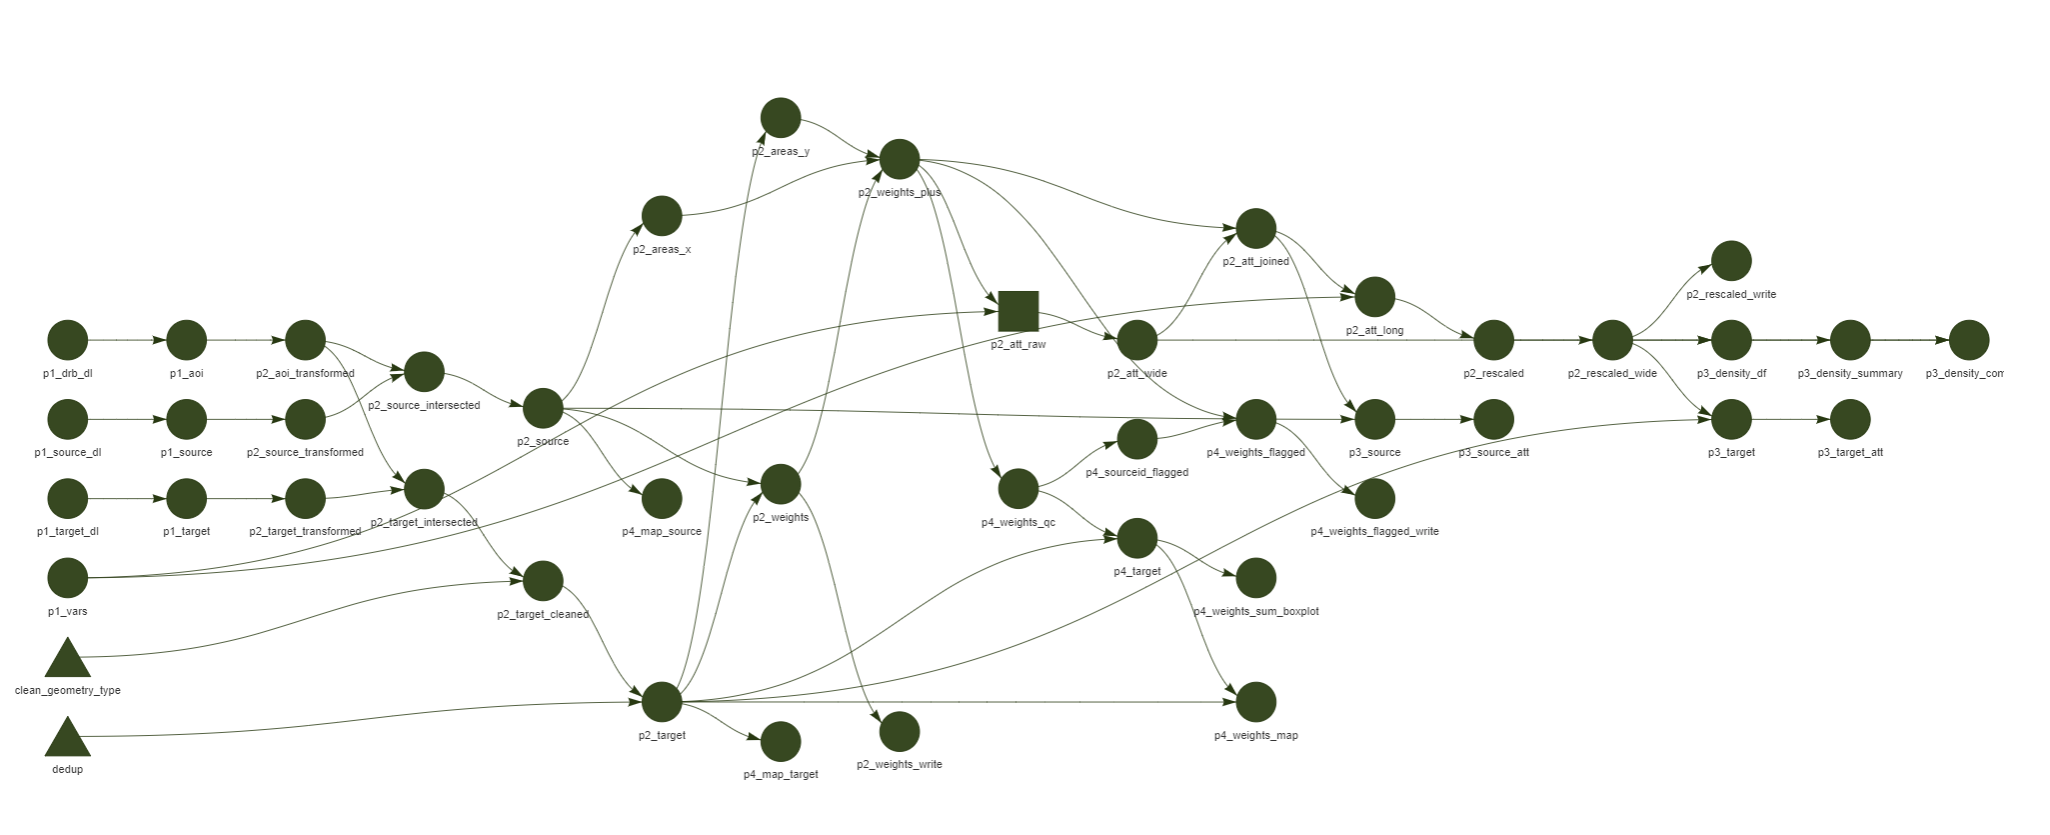 p2_areas_y
p2_weights_plus
p2_areas_x
p2_att_joined
p2_rescaled_write
p2_att_long
p2_att_raw
p1_drb_dl
p1_aoi
p2_aoi_transformed
p2_att_wide
p2_rescaled
p2_rescaled_wide
p3_density_df
p3_density_summary
p3_density_con
p2_source_intersected
p2_source
p1_source_dl
p1_source
p2_source_transformed
p4_weights_flagged
p3_source
p3_source_att
p3_target
p3_target_att
p4_sourceid_flagged
p2_weights
p2_target_intersected
p4_weights_qc
p1_target_dl
p1_target
p2_target_transformed
p4_map_source
p4_weights_flagged_write
p4_target
p1_vars
p2_target_cleaned
p4_weights_sum_boxplot
clean_geometry_type
p2_target
p4_weights_map
p2_weights_write
dedup
p4_map_target